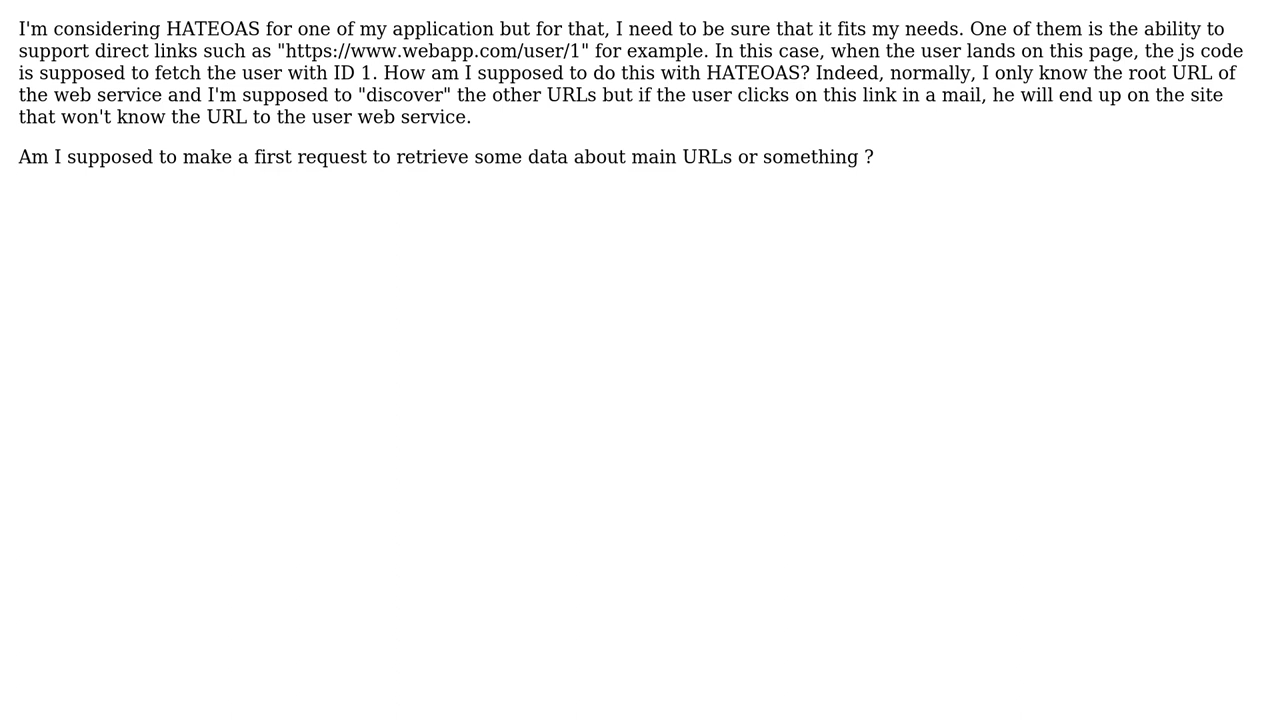 I'm considering HATEOAS for one of my application but for that, I need to be sure that it fits my needs. One of them is the ability to
support direct links such as "https://www.webapp.com/user/1" for example. In this case, when the user lands on this page, the js code
is supposed to fetch the user with ID 1. How am I supposed to do this with HATEOAS? Indeed, normally, I only know the root URL of
the web service and I'm supposed to "discover" the other URLs but if the user clicks on this link in a mail, he will end up on the site
that won't know the URL to the user web service.
Am I supposed to make a first request to retrieve some data about main URLs or something ?